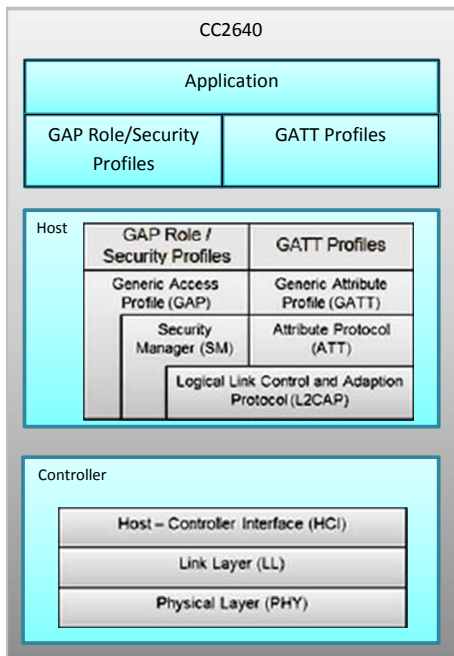 CC2640
Application
GAP Role/Security
Profiles
GATT Profiles
Host
GAP Role /
Security Profiles
GATT Profiles
Generic Access
Profile (GAP)
Generic Attribute
Profile (GATT)
Security
Manager (SM)
Attribute Protocol
(ATT)
Logical Link Control and Adaption
Protocol (L2CAP)
Controller
Host – Controller Interface (HCI)
Link Layer (LL)
Physical Layer (PHY)